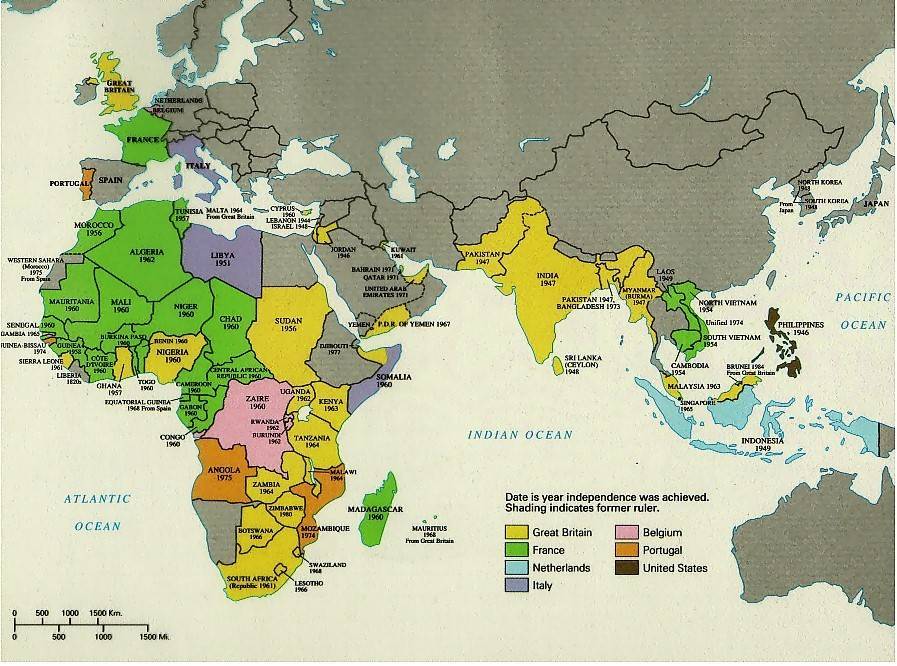 GREAT
BRITAIN
NETHERLANDS
BELGIUM
FRANCE
ITALY
PORTUGAL
SPAIN
TUNISIA
1957
MALTA 1964
From Great Britain
CYPRUS
1960
LEBANON 1944
ISRAEL 1948
MOROCCO
1956
ALGERIA
1962
LIBYA
1951
WESTERN SAHARA
(Morocco)
1975
From Spain
JORDAN
1946
KUWAIT
1961
BAHRAIN 1971
QATAR 1971
UNITED ARAB
EMIRATES 1971
YEMEN
P.D.R. OF YEMEN 1967
DJIBOUTI
1977
MAURITANIA
1960
MALI
1960
NIGER
1960
CHAD
1960
SUDAN
1956
SENEGAL 1960
GAMBIA 1965
GUINEA-BISSAU
1974
GUINEA
1958
SIERRA LEONE
1961
LIBERIA
1820s
CÔTE
D'IVOIRE
1960
BURKINA FASO
1960
GHANA
1957
TOGO
1960
BENIN 1960
NIGERIA
1960
CAMEROON
1960
CENTRAL AFRICAN
REPUBLIC 1960
EQUATORIAL GUINEA
1968 From Spain
GABON
1960
CONGO
1960
ZAIRE
1960
RWANDA
1962
BURUNDI
1962
UGANDA
1962
KENYA
1963
SOMALIA
1960
TANZANIA
1964
ANGOLA
1975
ZAMBIA
1964
MALAWI
1964
ZIMBABWE
1980
MOZAMBIQUE
1974
BOTSWANA
1966
SOUTH AFRICA
(Republic 1961)
SWAZILAND
1968
LESOTHO
1966
MADAGASCAR
1960
MAURITIUS
1968
From Great Britain
PAKISTAN
1947
INDIA
1947
PAKISTAN 1947,
BANGLADESH 1973
MYANMAR
(BURMA)
1947
SRI LANKA
(CEYLON)
1948
LAOS
1949
NORTH VIETNAM
1954
Unified 1974
SOUTH VIETNAM
1954
CAMBODIA
1954
MALAYSIA 1963
SINGAPORE
1965
BRUNEI 1984
From Great Britain
INDONESIA
1949
PHILIPPINES
1946
NORTH KOREA
1948
From
Japan
SOUTH KOREA
1948
JAPAN
PACIFIC
OCEAN
INDIAN OCEAN
ATLANTIC
OCEAN
Date is year independence was achieved.
Shading indicates former ruler.
Great Britain
France
Netherlands
Italy
Belgium
Portugal
United States
0 500 1000 1500 Km.
0 500 1000 1500 Mi.